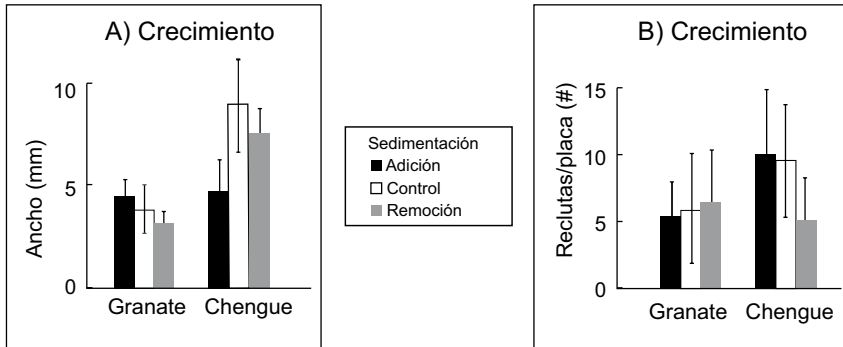 A) Crecimiento
Ancho (mm)
10
5
0
Granate Chengue
Sedimentación
Adición
Control
Remoción
B) Crecimiento
Reclutas/placa (#)
15
10
5
0
Granate Chengue